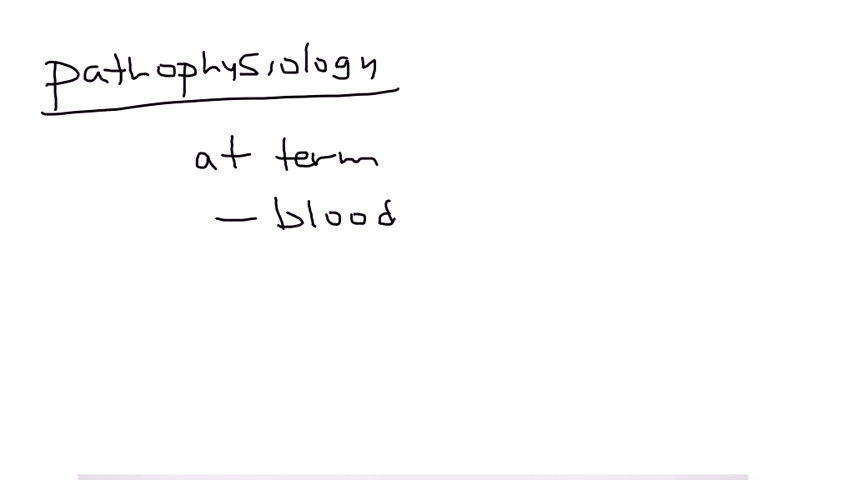 pathophysiology
at term
— blood